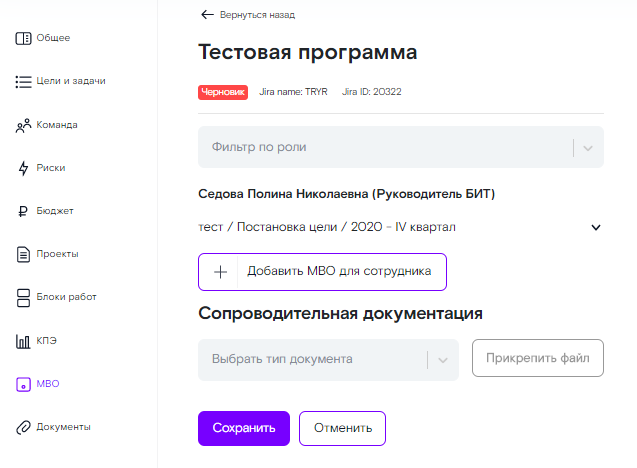 Общее
Цели и задачи
Команда
Риски
Бюджет
Проекты
Блоки работ
КПЭ
МВО
Документы
Вернуться назад
Тестовая программа
Черновик Jira name: TRYR Jira ID: 20322
Фильтр по роли
Седова Полина Николаевна (Руководитель БИТ)
тест / Постановка цели / 2020 - IV квартал
Добавить МВО для сотрудника
Сопроводительная документация
Выбрать тип документа
Прикрепить файл
Сохранить
Отменить